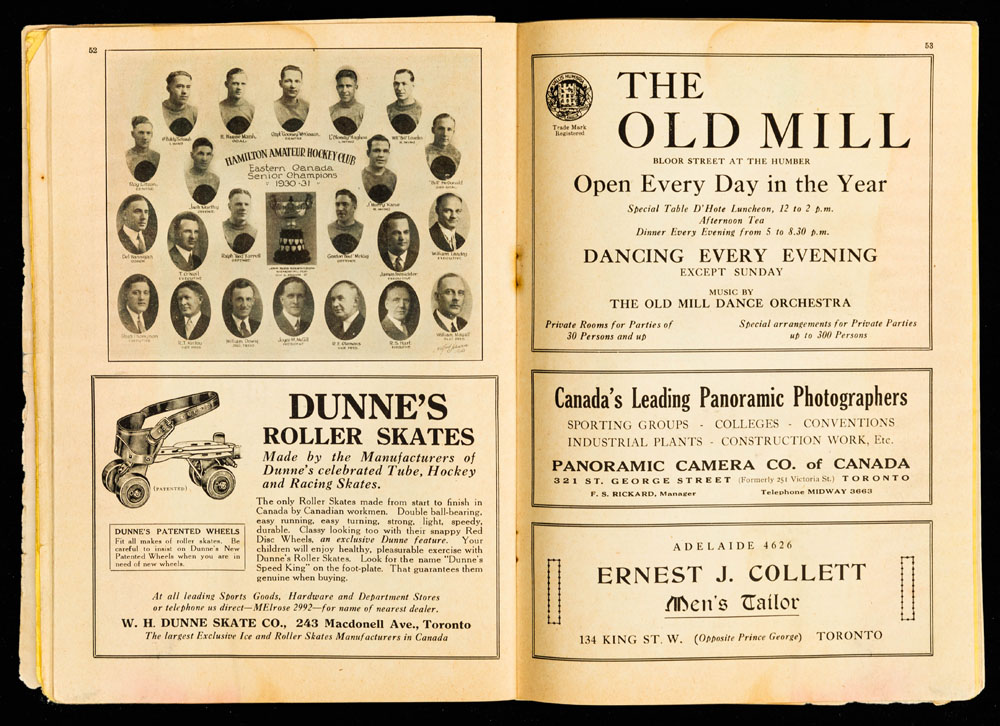 52
HAMILTON AMATEUR HOCKEY CLUB
Eastern Canada
Senior Champions
1930-31
Jack Worthy
Roy Olson
William Dewg
R.S. Hart
(PATENTED)
DUNNE'S PATENTED WHEELS
Fit all makes of roller skates. Be
careful to insist on Dunne's New
Patented Wheels when you are in
need of new wheels.
DUNNE'S
ROLLER SKATES
Made by the Manufacturers of
Dunne's celebrated Tube, Hockey
and Racing Skates.
The only Roller Skates made from start to finish in
Canada by Canadian workmen. Double ball-bearing,
easy running, easy turning, strong, light, speedy,
durable. Classy looking too with their snappy Red
Disc Wheels, an exclusive Dunne feature. Your
children will enjoy healthy, pleasurable exercise with
Dunne's Roller Skates. Look for the name "Dunne's
Speed King" on the foot-plate. That guarantees them
genuine when buying.
At all leading Sports Goods, Hardware and Department Stores
or telephone us direct—MElrose 2992—for name of nearest dealer.
W. H. DUNNE SKATE CO., 243 Macdonell Ave., Toronto
The largest Exclusive Ice and Roller Skates Manufacturers in Canada
53
Trade Mark
Registered
THE
OLD MILL
BLOOR STREET AT THE HUMBER
Open Every Day in the Year
Special Table D'Hote Luncheon, 12 to 2 p.m.
Afternoon Tea
Dinner Every Evening from 5 to 8.30 p.m.
DANCING EVERY EVENING
EXCEPT SUNDAY
MUSIC BY
THE OLD MILL DANCE ORCHESTRA
Private Rooms for Parties of
30 Persons and up
Special arrangements for Private Parties
up to 300 Persons
Canada's Leading Panoramic Photographers
SPORTING GROUPS - COLLEGES - CONVENTIONS
INDUSTRIAL PLANTS - CONSTRUCTION WORK, Etc.
PANORAMIC CAMERA CO. of CANADA
321 ST. GEORGE STREET (Formerly 251 Victoria St.) TORONTO
F. S. RICKARD, Manager Telephone MIDWAY 3663
ADELAIDE 4626
ERNEST J. COLLETT
Men's Tailor
134 KING ST. W. (Opposite Prince George) TORONTO